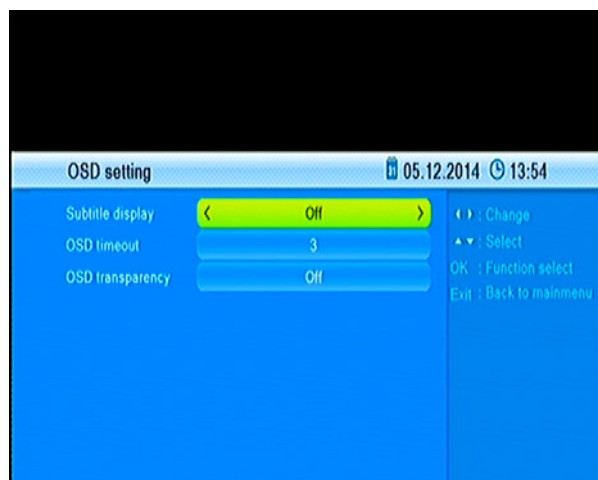 OSD setting
05.12.2014 13:54
Subtitle display Off
OSD timeout 3
OSD transparency Off
: Change
: Select
OK : Function select
Exit : Back to mainmenu